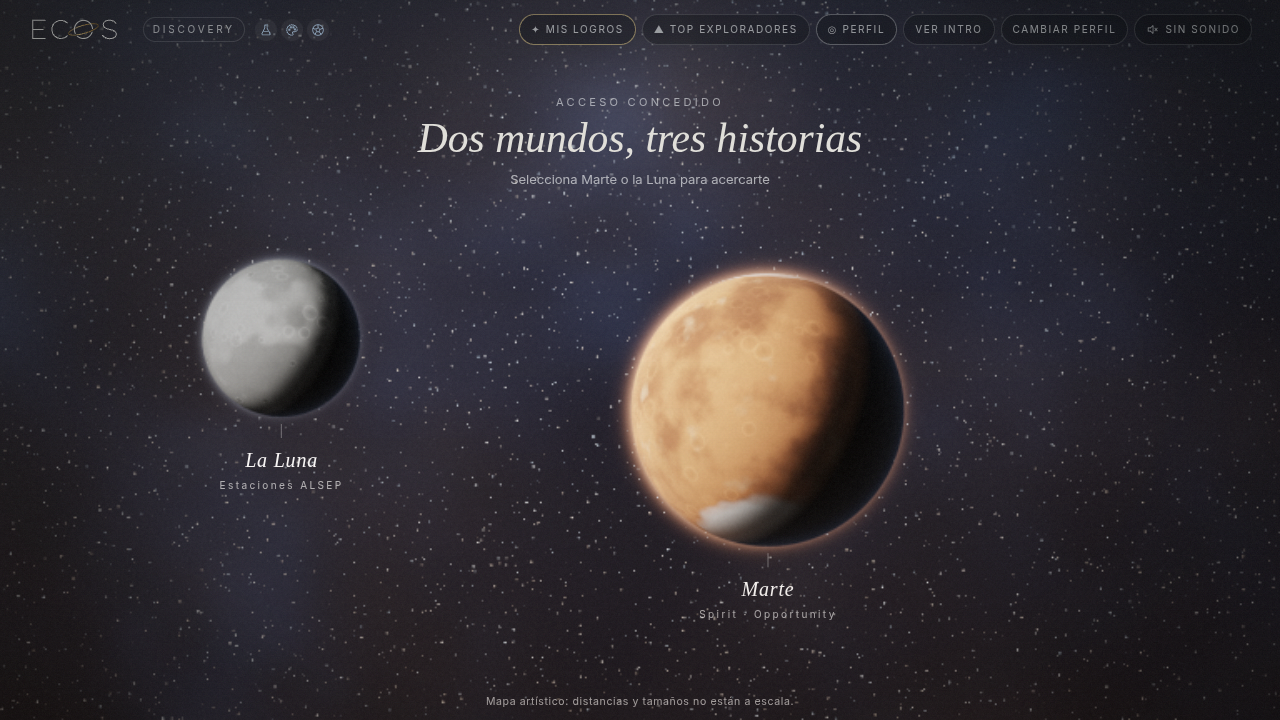 ECOS
DISCOVERY
✦ MIS LOGROS
▲ TOP EXPLORADORES
◎ PERFIL
VER INTRO
CAMBIAR PERFIL
SIN SONIDO
ACCESO CONCEDIDO
Dos mundos, tres historias
Selecciona Marte o la Luna para acercarte
La Luna
Estaciones ALSEP
Marte
Spirit · Opportunity
Mapa artístico: distancias y tamaños no están a escala.